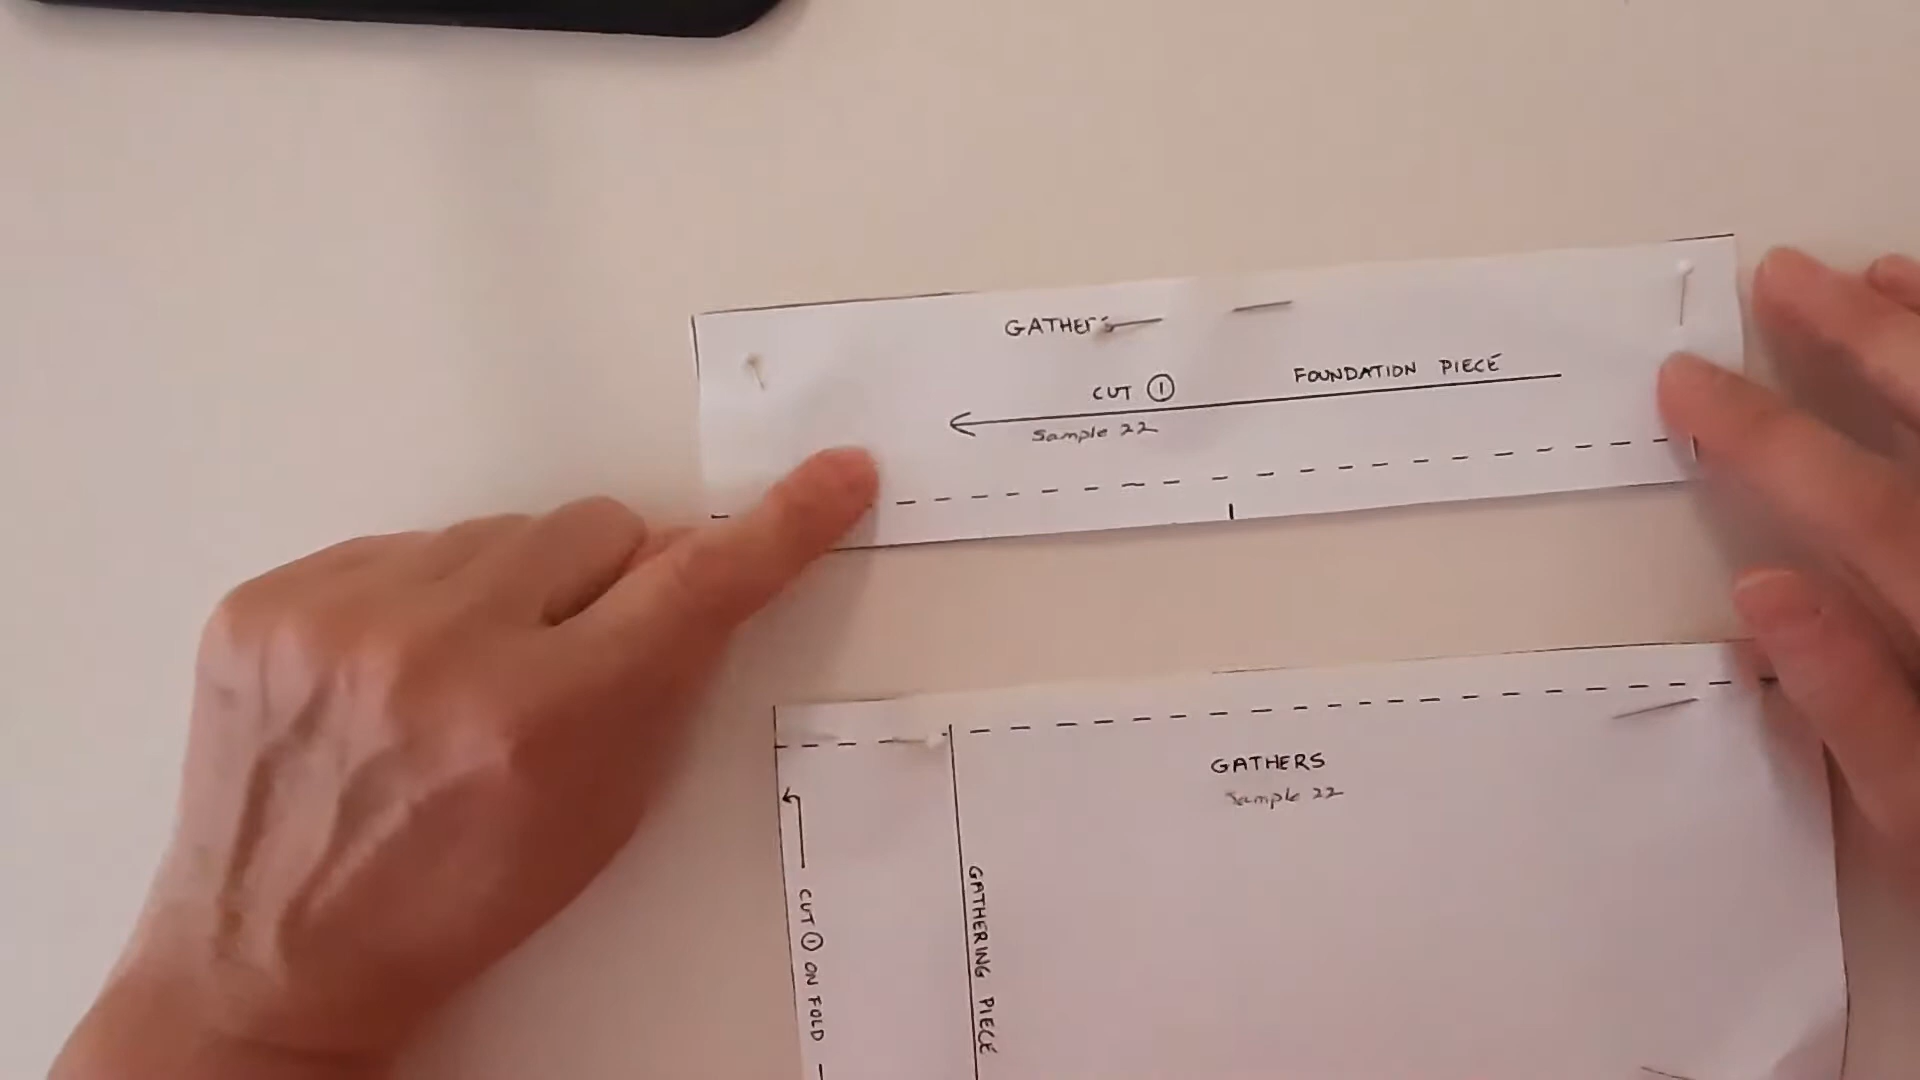 GATHERS
CUT ① FOUNDATION PIECE
Sample 22
GATHERS
Sample 22
GATHERING PIECE
CUT ① ON FOLD